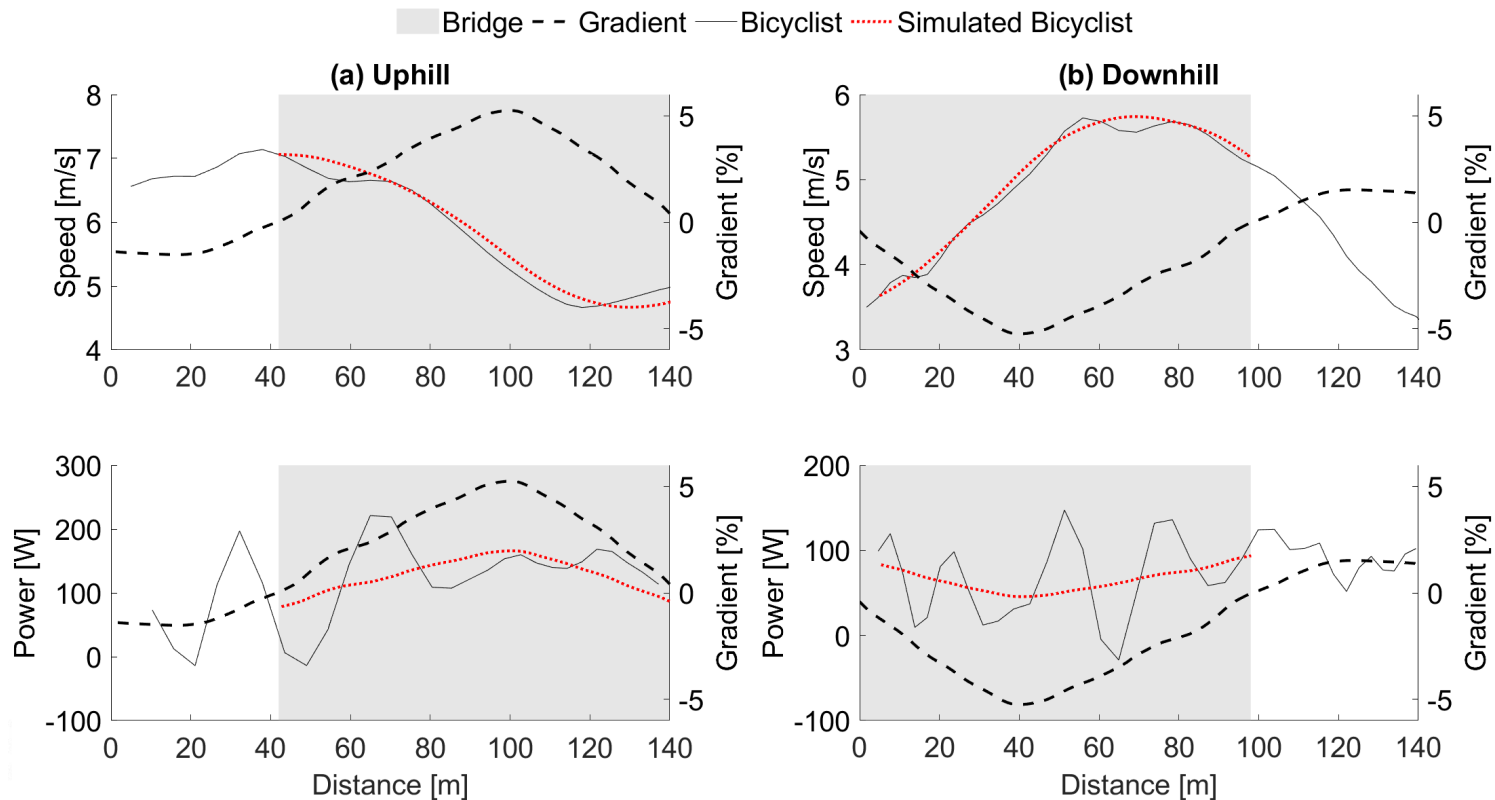 Bridge Gradient Bicyclist Simulated Bicyclist
(a) Uphill
8
7
6
5
4
Speed [m/s]
5
0
-5
Gradient [%]
0 20 40 60 80 100 120 140
(b) Downhill
6
5
4
3
Speed [m/s]
5
0
-5
Gradient [%]
0 20 40 60 80 100 120 140
300
200
100
0
-100
Power [W]
5
0
-5
Gradient [%]
0 20 40 60 80 100 120 140
Distance [m]
200
100
0
-100
Power [W]
5
0
-5
Gradient [%]
0 20 40 60 80 100 120 140
Distance [m]